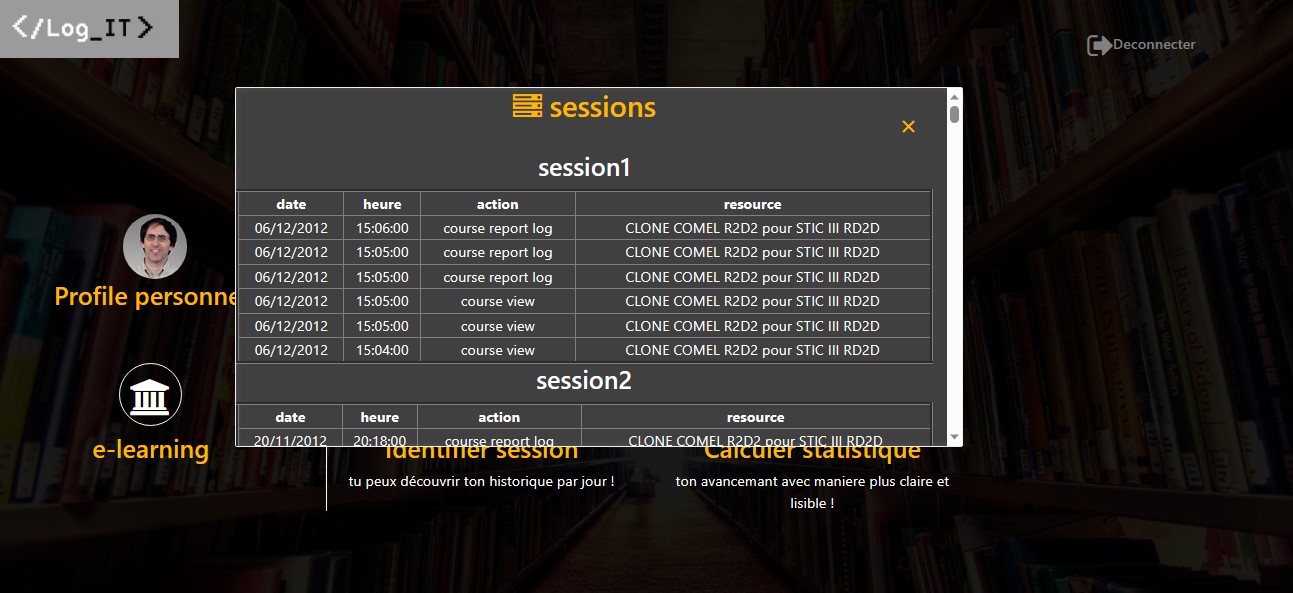 </Log_IT>
Deconnecter
sessions
×
session1
date heure action resource
06/12/2012 15:06:00 course report log CLONE COMEL R2D2 pour STIC III RD2D
06/12/2012 15:05:00 course report log CLONE COMEL R2D2 pour STIC III RD2D
06/12/2012 15:05:00 course report log CLONE COMEL R2D2 pour STIC III RD2D
06/12/2012 15:05:00 course view CLONE COMEL R2D2 pour STIC III RD2D
06/12/2012 15:05:00 course view CLONE COMEL R2D2 pour STIC III RD2D
06/12/2012 15:04:00 course view CLONE COMEL R2D2 pour STIC III RD2D
session2
date heure action resource
20/11/2012 20:18:00 course report log CLONE COMEL R2D2 pour STIC III RD2D
Profile personne
e-learning
Identifier session
tu peux découvrir ton historique par jour !
Calculer statistique
ton avancemant avec maniere plus claire et
lisible !
Rivers of Eden